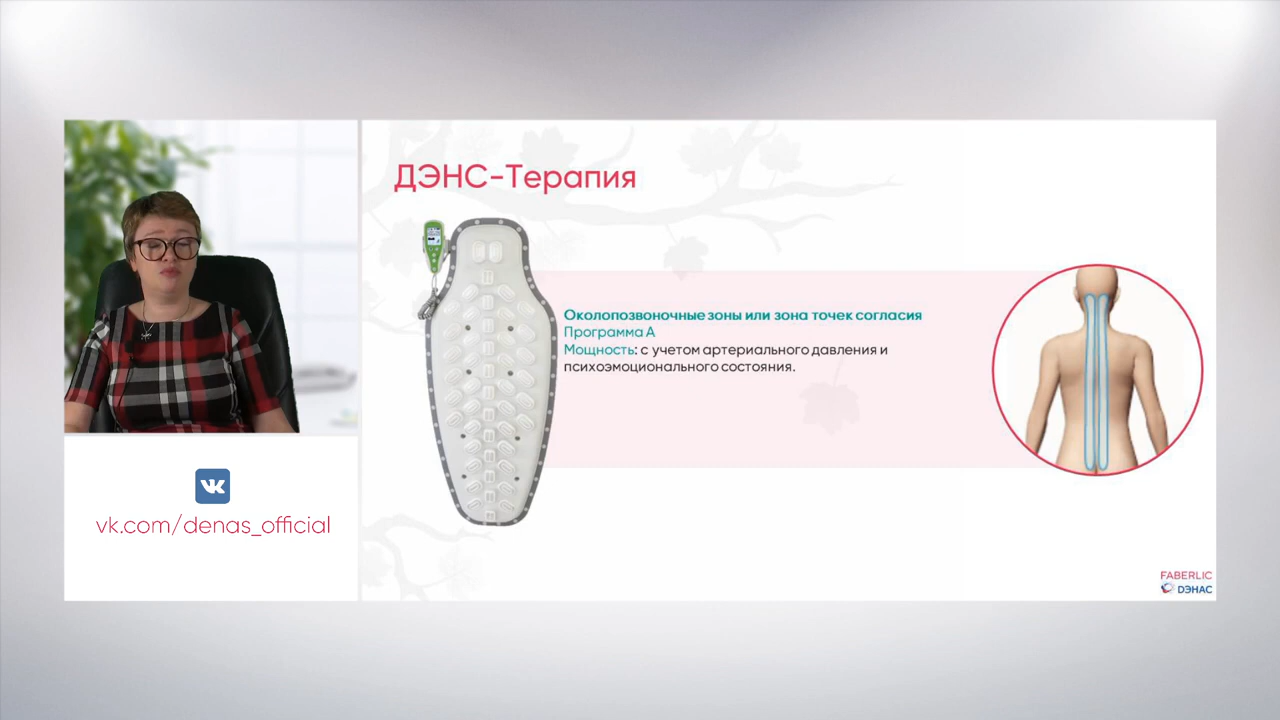 ДЭНС-Терапия
Околопозвоночные зоны или зона точек согласия
Программа А
Мощность: с учетом артериального давления и
психоэмоционального состояния.
vk.com/denas_official
FABERLIC
ДЭНАС